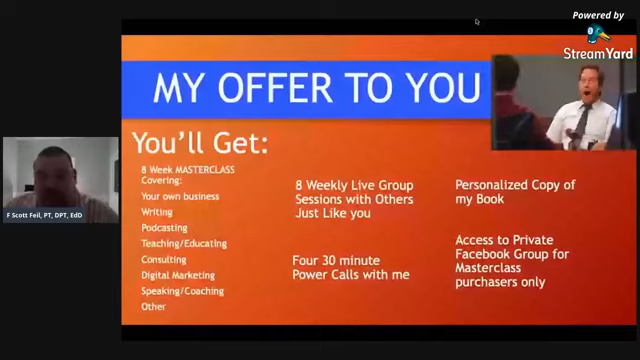 Powered by
StreamYard
MY OFFER TO YOU
You'll Get:
8 Week MASTERCLASS
Covering:
Your own business
Writing
Podcasting
Teaching/Educating
Consulting
Digital Marketing
Speaking/Coaching
Other
8 Weekly Live Group
Sessions with Others
Just Like you
Four 30 minute
Power Calls with me
Personalized Copy of
my Book
Access to Private
Facebook Group for
Masterclass
purchasers only
F Scott Feil, PT, DPT, EdD